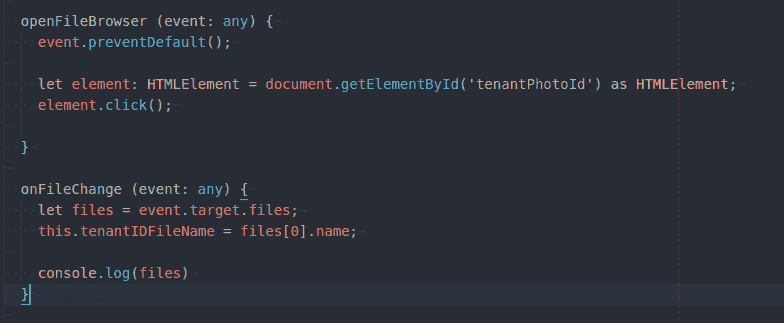 openFileBrowser (event: any) {
event.preventDefault();
let element: HTMLElement = document.getElementById('tenantPhotoId') as HTMLElement;
element.click();
}
onFileChange (event: any) {
let files = event.target.files;
this.tenantIDFileName = files[0].name;
console.log(files)
}